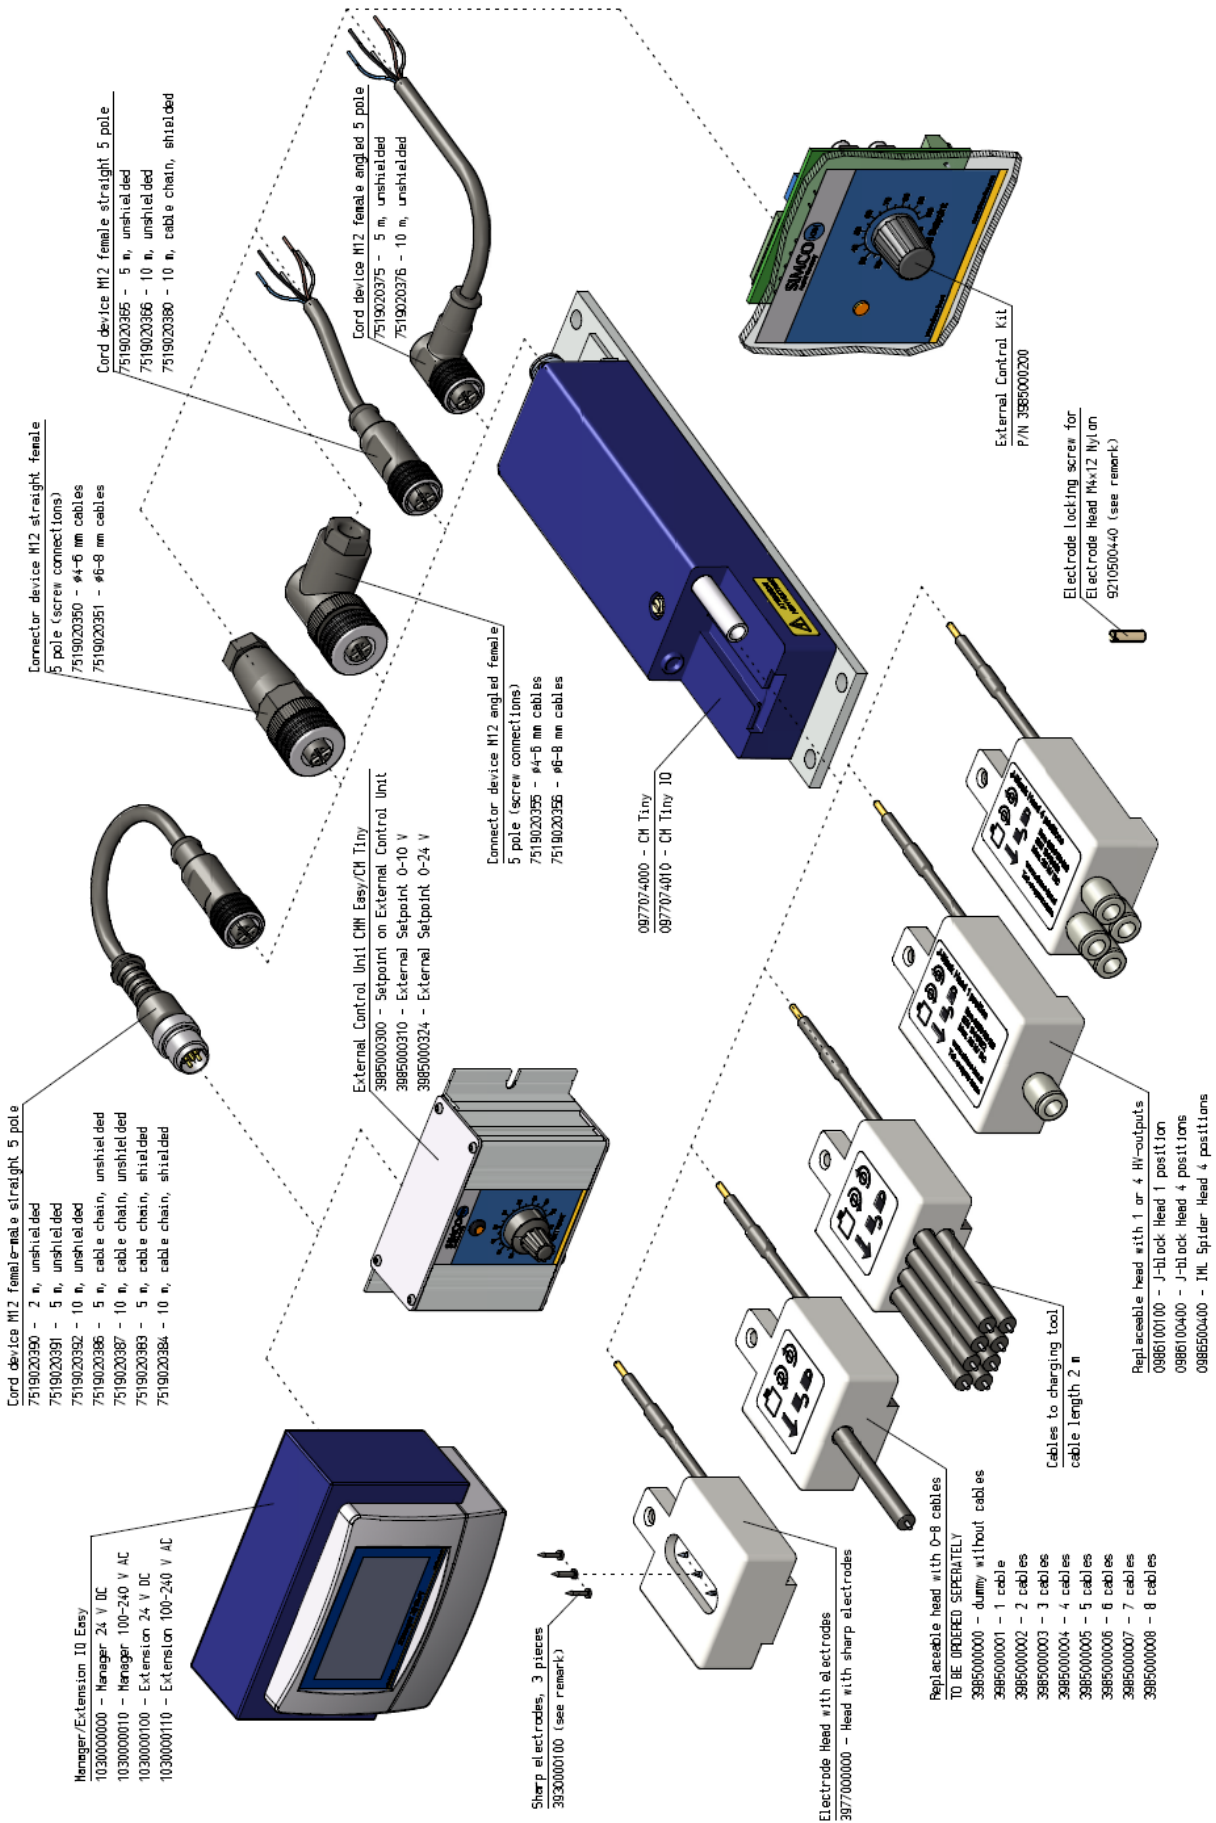 Manager/Extension IQ Easy
1030000000 - Manager 24 V DC
1030000010 - Manager 100-240 V AC
1030000100 - Extension 24 V DC
1030000110 - Extension 100-240 V AC
Cord device M12 female-male straight 5 pole
7519020390 - 2 m, unshielded
7519020391 - 5 m, unshielded
7519020392 - 10 m, unshielded
7519020386 - 5 m, cable chain, unshielded
7519020387 - 10 m, cable chain, unshielded
7519020383 - 5 m, cable chain, shielded
7519020384 - 10 m, cable chain, shielded
Connector device M12 straight female
5 pole (screw connections)
7519020350 - ø4-6 mm cables
7519020351 - ø6-8 mm cables
Cord device M12 female straight 5 pole
7519020365 - 5 m, unshielded
7519020366 - 10 m, unshielded
7519020380 - 10 m, cable chain, shielded
Cord device M12 female angled 5 pole
7519020375 - 5 m, unshielded
7519020376 - 10 m, unshielded
External Control Unit CMM Easy/CM Tiny
3985000300 - Setpoint on External Control Unit
3985000310 - External Setpoint 0-10 V
3985000324 - External Setpoint 0-24 V
Connector device M12 angled female
5 pole (screw connections)
7519020355 - ø4-6 mm cables
7519020356 - ø6-8 mm cables
SIMCO
Sharp electrodes, 3 pieces
3930000100 (see remark)
0977074000 - CM Tiny
0977074010 - CM Tiny IQ
SIMCO
External Control Kit
P/N 3985000200
Electrode Head with electrodes
3977000000 - Head with sharp electrodes
Replaceable head with 0-8 cables
TO BE ORDERED SEPERATELY
3985000000 - dummy without cables
3985000001 - 1 cable
3985000002 - 2 cables
3985000003 - 3 cables
3985000004 - 4 cables
3985000005 - 5 cables
3985000006 - 6 cables
3985000007 - 7 cables
3985000008 - 8 cables
Cables to charging tool
cable length 2 m
J-Block Head 1 position
J-Block Head 4 positions
Replaceable head with 1 or 4 HV-outputs
0986100100 - J-block Head 1 position
0986100400 - J-block Head 4 positions
0986500400 - IML Spider Head 4 positions
Electrode locking screw for
Electrode Head M4x12 Nylon
9210500440 (see remark)